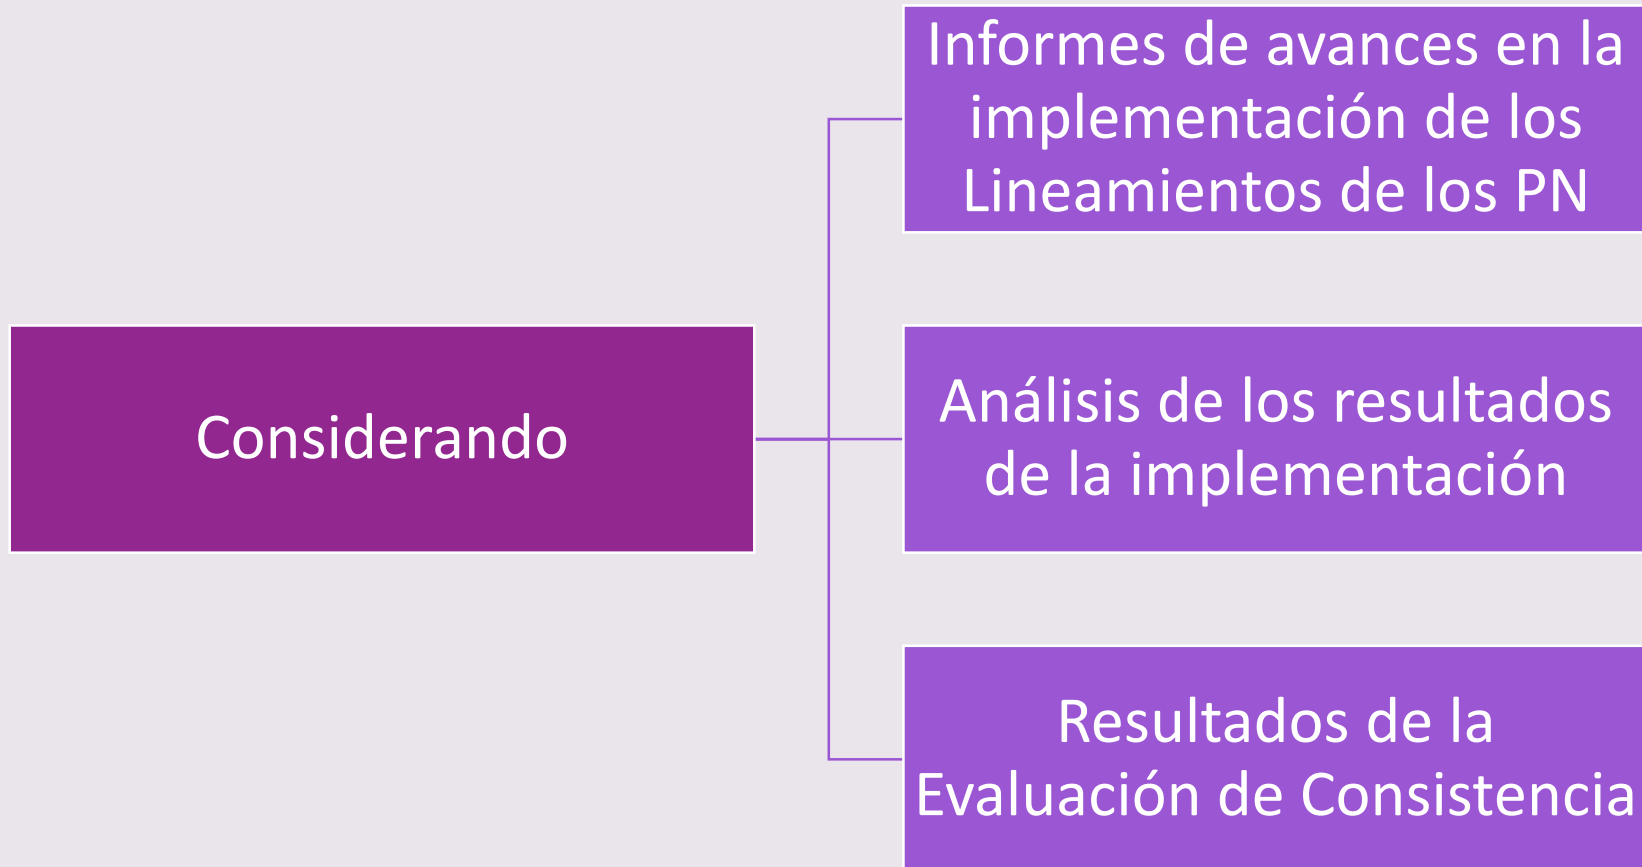 Considerando
Informes de avances en la
implementación de los
Lineamientos de los PN
Análisis de los resultados
de la implementación
Resultados de la
Evaluación de Consistencia